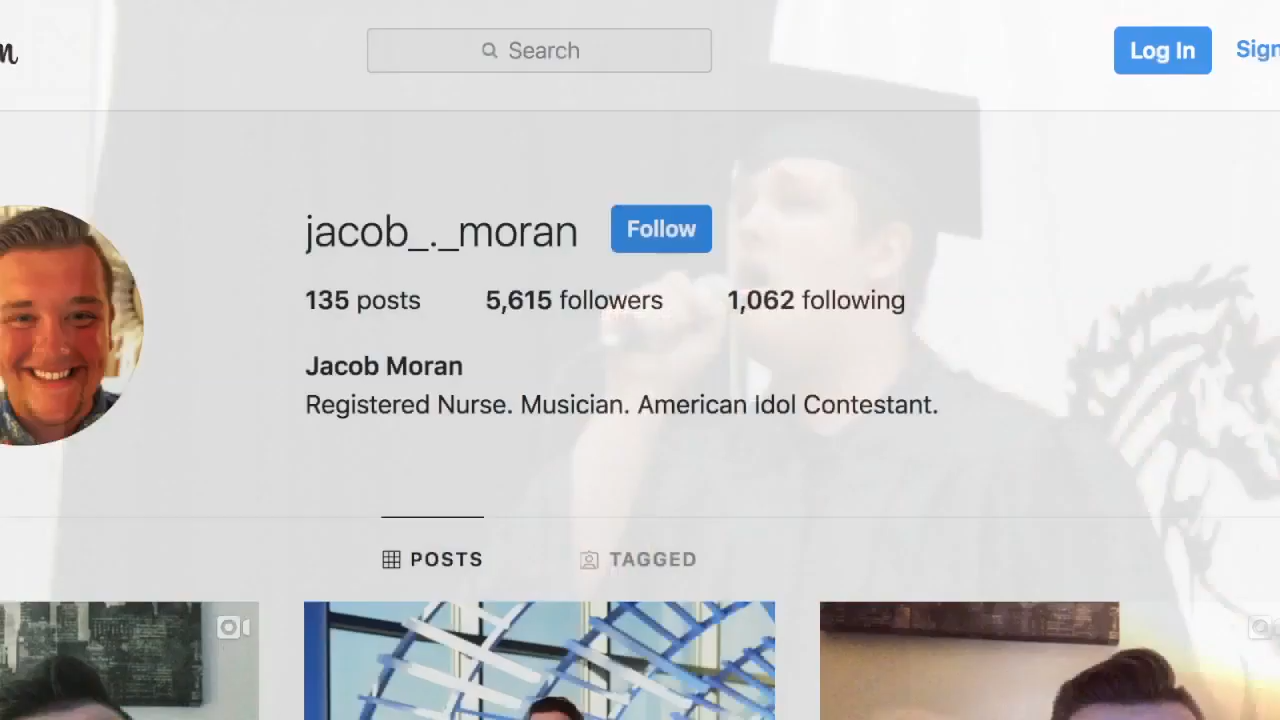 Search
Log In
Sign
jacob_._moran Follow
135 posts 5,615 followers 1,062 following
Jacob Moran
Registered Nurse. Musician. American Idol Contestant.
POSTS TAGGED